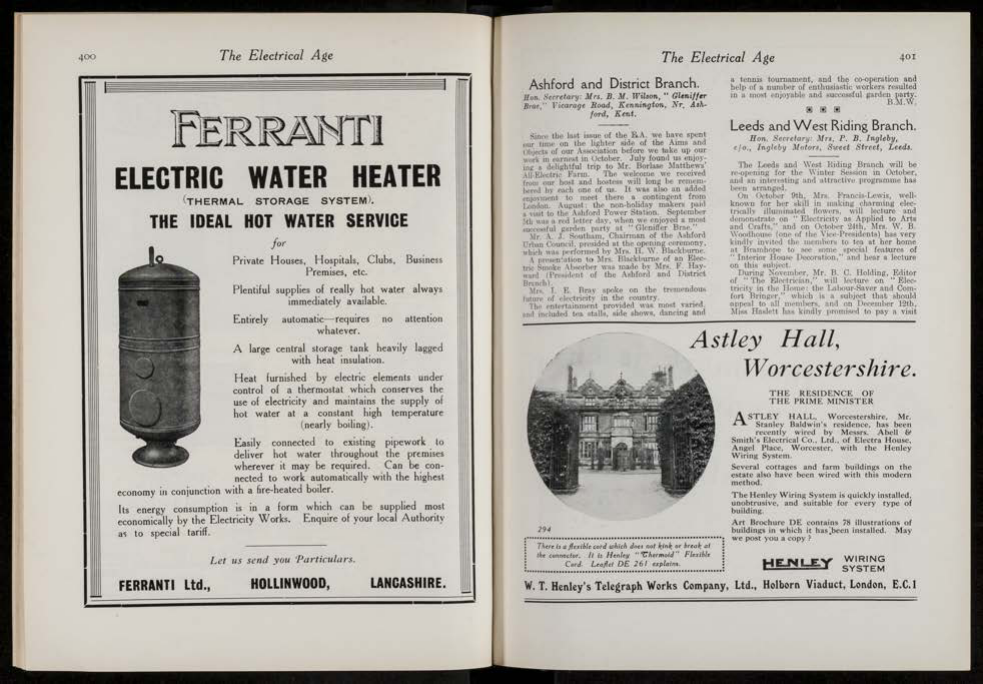 400
The Electrical Age
FERRANTI
ELECTRIC WATER HEATER
(THERMAL STORAGE SYSTEM).
THE IDEAL HOT WATER SERVICE
for
Private Houses, Hospitals, Clubs, Business
Premises, etc.
Plentiful supplies of really hot water always
immediately available.
Entirely automatic—requires no attention
whatever.
A large central storage tank heavily lagged
with heat insulation.
Heat furnished by electric elements under
control of a thermostat which conserves the
use of electricity and maintains the supply of
hot water at a constant high temperature
(nearly boiling).
Easily connected to existing pipework to
deliver hot water throughout the premises
wherever it may be required. Can be con-
nected to work automatically with the highest
economy in conjunction with a fire-heated boiler.
Its energy consumption is in a form which can be supplied most
economically by the Electricity Works. Enquire of your local Authority
as to special tariff.
Let us send you Particulars.
FERRANTI Ltd., HOLLINWOOD, LANCASHIRE.
The Electrical Age
401
Ashford and District Branch.
Hon. Secretary: Mrs. B. M. Wilson, "Gleniffer
Brae," Vicarage Road, Kennington, Nr. Ash-
ford, Kent.
Since the last issue of the E.A. we have spent
our time on the lighter side of the Aims and
Objects of our Association before we take up our
work in earnest in October. July found us enjoy-
ing a delightful trip to Mr. Borlase Matthews'
All-Electric Farm. The welcome we received
from our host and hostess will long be remem-
bered by each one of us. It was also an added
enjoyment to meet there a contingent from
London. August: the non-holiday makers paid
a visit to the Ashford Power Station. September
5th was a red letter day, when we enjoyed a most
successful garden party at "Gleniffer Brae."
Mr. A. J. Southam, Chairman of the Ashford
Urban Council, presided at the opening ceremony,
which was performed by Mrs. H. W. Blackburne.
A presentation to Mrs. Blackburne of an Elec-
tric Smoke Absorber was made by Mrs. F. Hay-
ward (President of the Ashford and District
Branch).
Mrs. J. E. Bray spoke on the tremendous
future of electricity in the country.
The entertainment provided was most varied,
and included tea stalls, side shows, dancing and
a tennis tournament, and the co-operation and
help of a number of enthusiastic workers resulted
in a most enjoyable and successful garden party.
B.M.W.
Leeds and West Riding Branch.
Hon. Secretary: Mrs. P. B. Ingleby,
c/o., Ingleby Motors, Sweet Street, Leeds.
The Leeds and West Riding Branch will be
re-opening for the Winter Session in October,
and an interesting and attractive programme has
been arranged.
On October 9th, Mrs. Francis-Lewis, well-
known for her skill in making charming elec-
trically illuminated flowers, will lecture and
demonstrate on "Electricity as Applied to Arts
and Crafts," and on October 24th, Mrs. W. B.
Woodhouse (one of the Vice-Presidents) has very
kindly invited the members to tea at her home
at Bramhope to see some special features of
"Interior House Decoration," and hear a lecture
on this subject.
During November, Mr. B. C. Holding, Editor
of "The Electrician," will lecture on "Elec-
tricity in the Home: the Labour-Saver and Com-
fort Bringer," which is a subject that should
appeal to all members, and on December 12th,
Miss Haslett has kindly promised to pay a visit
Astley Hall,
Worcestershire.
THE RESIDENCE OF
THE PRIME MINISTER
ASTLEY HALL, Worcestershire, Mr.
Stanley Baldwin's residence, has been
recently wired by Messrs. Abell &
Smith's Electrical Co., Ltd., of Electra House,
Angel Place, Worcester, with the Henley
Wiring System.
Several cottages and farm buildings on the
estate also have been wired with this modern
method.
The Henley Wiring System is quickly installed,
unobtrusive, and suitable for every type of
building.
Art Brochure DE contains 78 illustrations of
buildings in which it has been installed. May
we post you a copy?
294
There is a flexible cord which does not kink or break at
the connector. It is Henley "Thermoid" Flexible
Cord. Leaflet DE 261 explains.
HENLEY WIRING
SYSTEM
W. T. Henley's Telegraph Works Company, Ltd., Holborn Viaduct, London, E.C.1